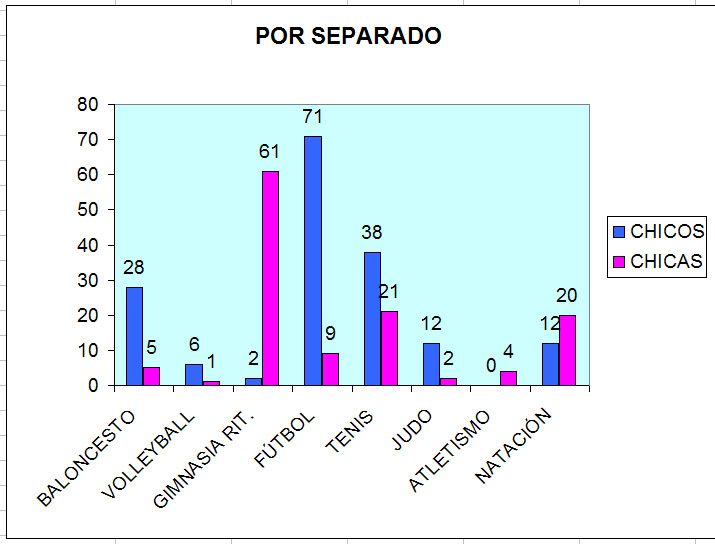 POR SEPARADO
80
70
60
50
40
30
20
10
0
28
5
6
1
2
61
71
9
38
21
12
2
0
4
12
20
BALONCESTO
VOLLEYBALL
GIMNASIA RIT.
FÚTBOL
TENIS
JUDO
ATLETISMO
NATACIÓN
CHICOS
CHICAS